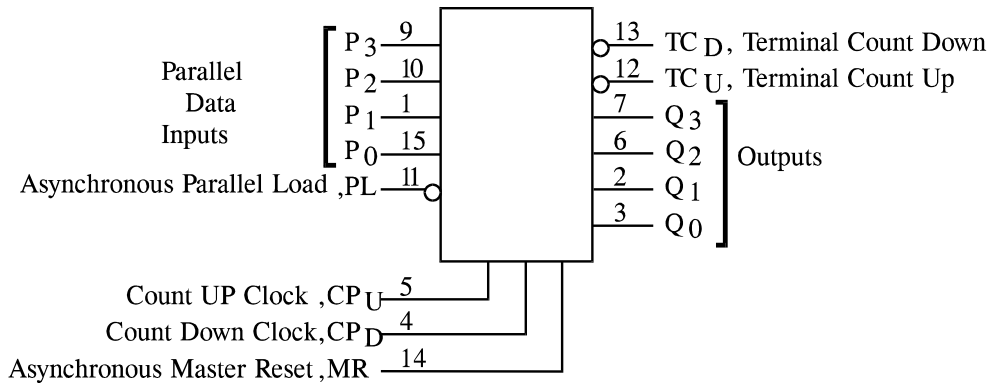 P3 9
13 TCD, Terminal Count Down
Parallel
P2 10
12 TCU, Terminal Count Up
Data
P1 1
7 Q3
Inputs
P0 15
6 Q2
Outputs
Asynchronous Parallel Load ,PL 11
2 Q1
3 Q0
Count UP Clock ,CPU 5
Count Down Clock,CPD 4
Asynchronous Master Reset ,MR 14